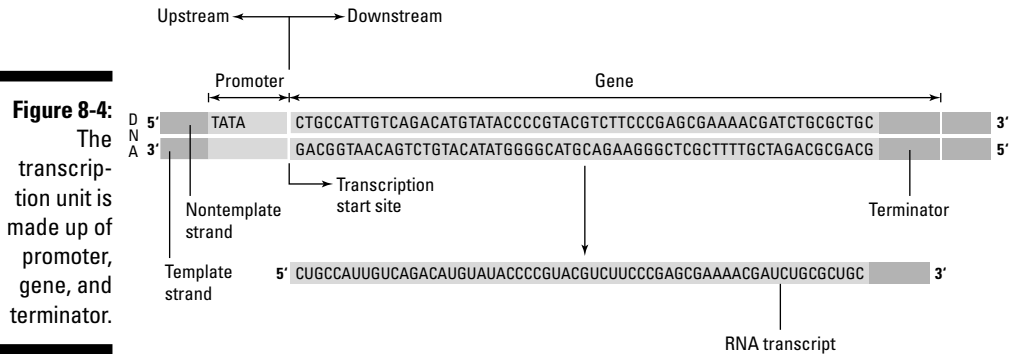 Upstream Downstream
Promoter Gene
Figure 8-4:
The
transcrip-
tion unit is
made up of
promoter,
gene, and
terminator.
D
N
A
5' TATA CTGCCATTGTCAGACATGTATACCCCGTACGTCTTCCCGAGCGAAAACGATCTGCGCTGC 3'
3' GACGGTAACAGTCTGTACATATGGGGCATGCAGAAGGGCTCGCTTTTGCTAGACGCGACG 5'
Transcription
start site
Nontemplate
strand
Terminator
Template
strand
5' CUGCCAUUGUCAGACAUGUAUACCCCGUACGUCUUCCCGAGCGAAAACGAUCUGCGCUGC 3'
RNA transcript